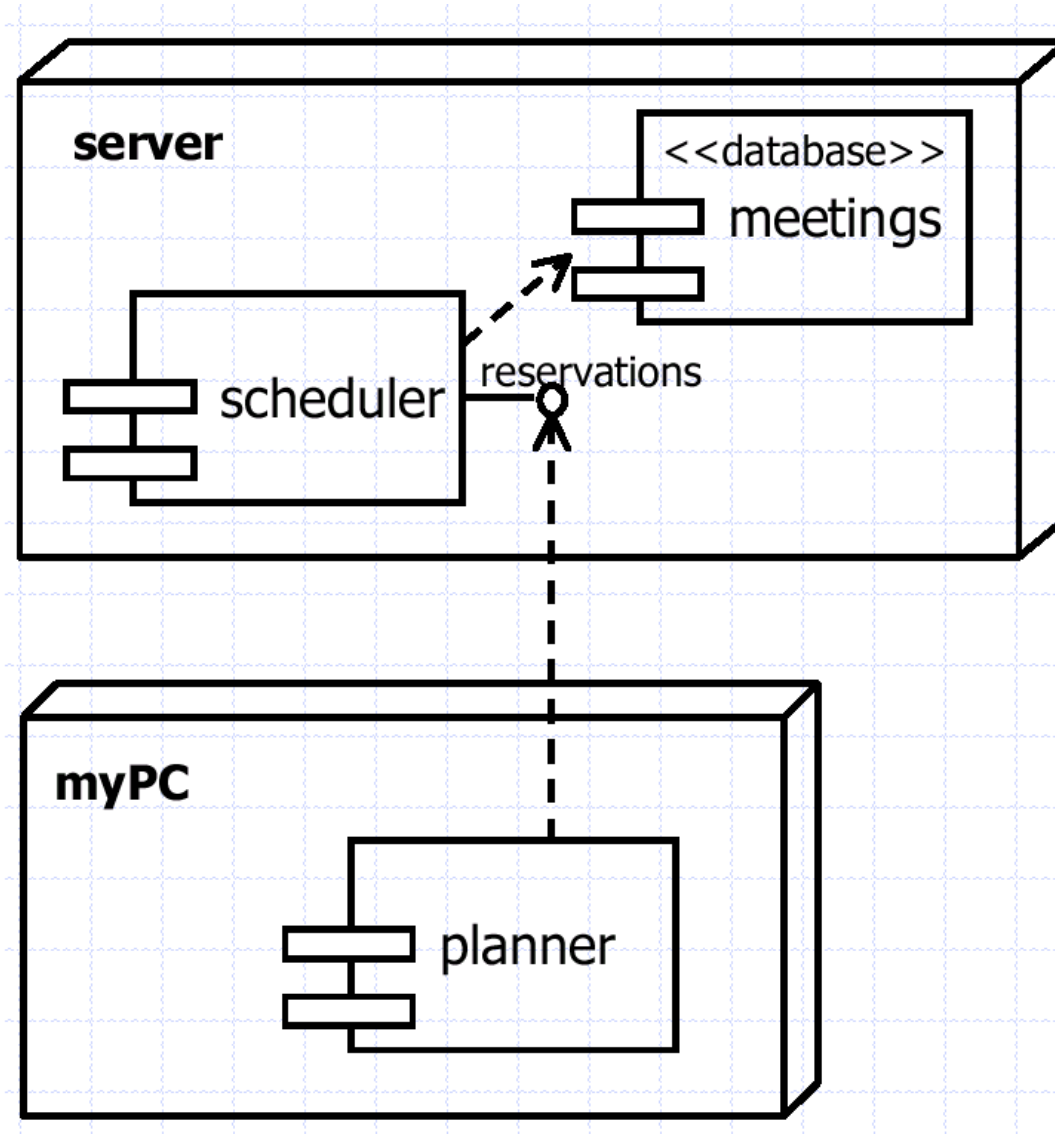 server
<<database>>
meetings
reservations
scheduler
myPC
planner